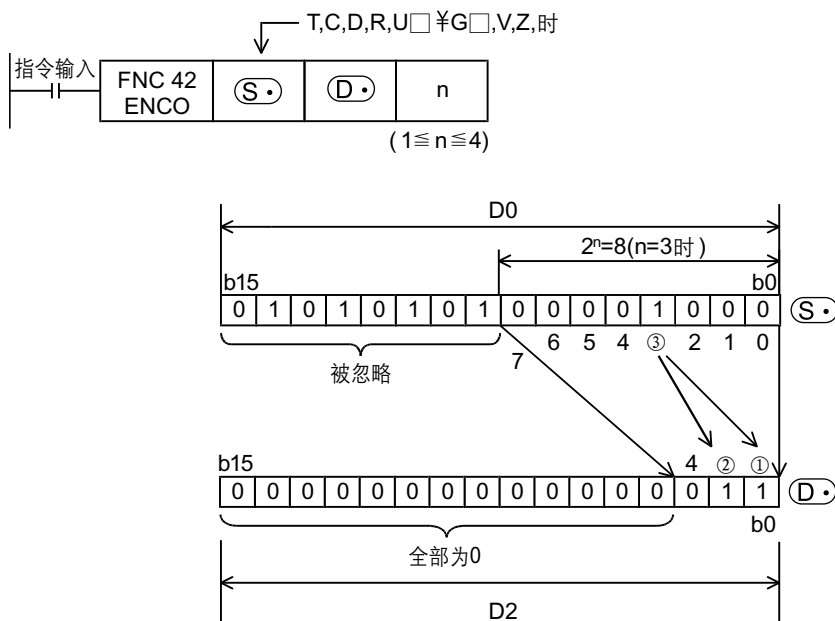 T,C,D,R,U□¥G□,V,Z,时
指令输入
FNC 42 ENCO S· D· n
(1≦n≦4)
D0
2ⁿ=8(n=3时)
b15 b0
0 1 0 1 0 1 0 1 0 0 0 0 1 0 0 0 S·
7 6 5 4 ③ 2 1 0
被忽略
b15 4 ② ①
0 0 0 0 0 0 0 0 0 0 0 0 0 0 1 1 D·
b0
全部为0
D2